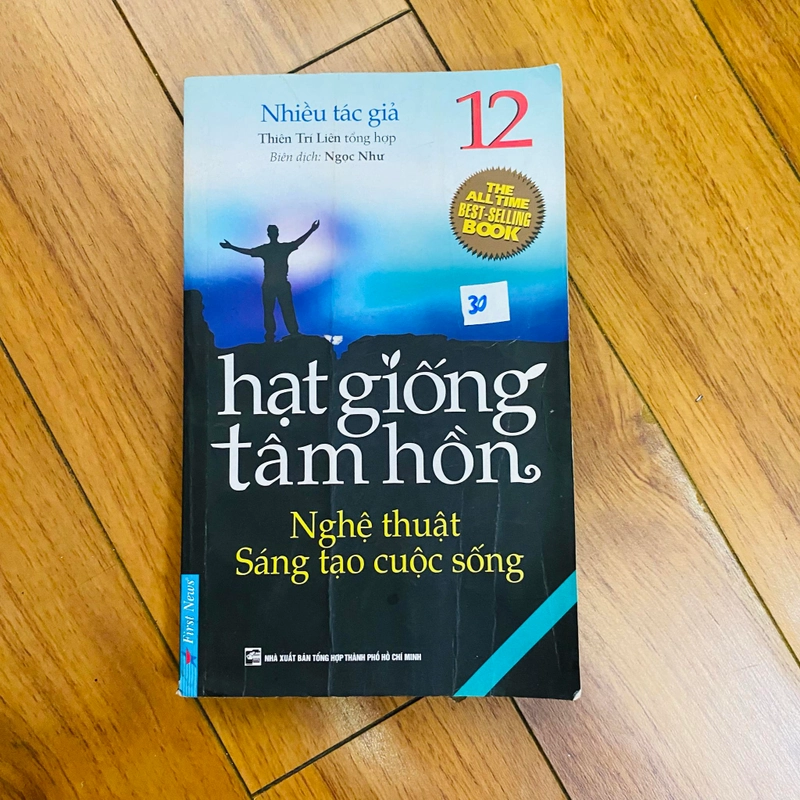 Nhiều tác giả
Thiên Trí Liên tổng hợp
Biên dịch: Ngọc Như
12
THE
ALL TIME
BEST-SELLING
BOOK
30
hạt giống
tâm hồn
Nghệ thuật
Sáng tạo cuộc sống
First News
NHÀ XUẤT BẢN TỔNG HỢP THÀNH PHỐ HỒ CHÍ MINH